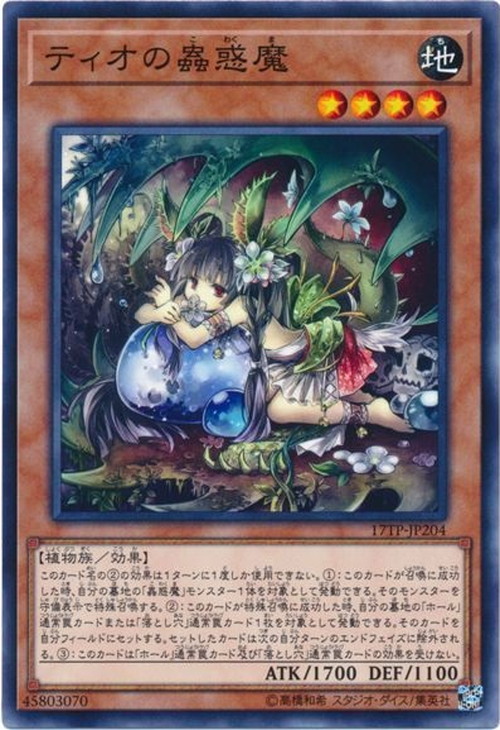 ティオの蟲惑魔
こ わく ま
地
ち
17TP-JP204
【植物族/効果】
このカード名の②の効果は1ターンに1度しか使用できない。①：このカードが召喚に成功
した時、自分の墓地の「蟲惑魔」モンスター1体を対象として発動できる。そのモンスターを
守備表示で特殊召喚する。②：このカードが特殊召喚に成功した時、自分の墓地の「ホール」
通常罠カードまたは「落とし穴」通常罠カード1枚を対象として発動できる。そのカードを
自分フィールドにセットする。セットしたカードは次の自分ターンのエンドフェイズに除外され
る。③：このカードは「ホール」通常罠カード及び「落とし穴」通常罠カードの効果を受けない。
ATK/1700 DEF/1100
45803070
©高橋和希 スタジオ・ダイス/集英社